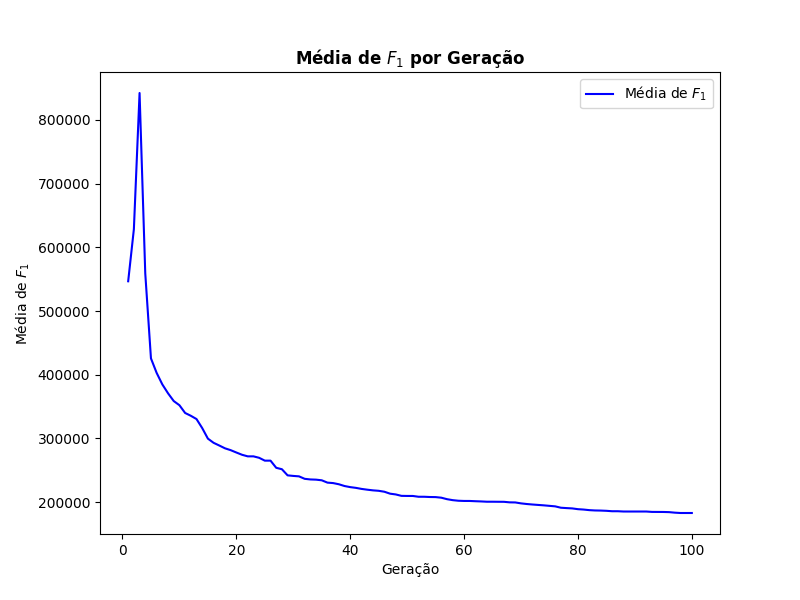 Média de F₁ por Geração
Média de F₁
800000
700000
600000
500000
400000
300000
200000
Média de F₁
0 20 40 60 80 100
Geração